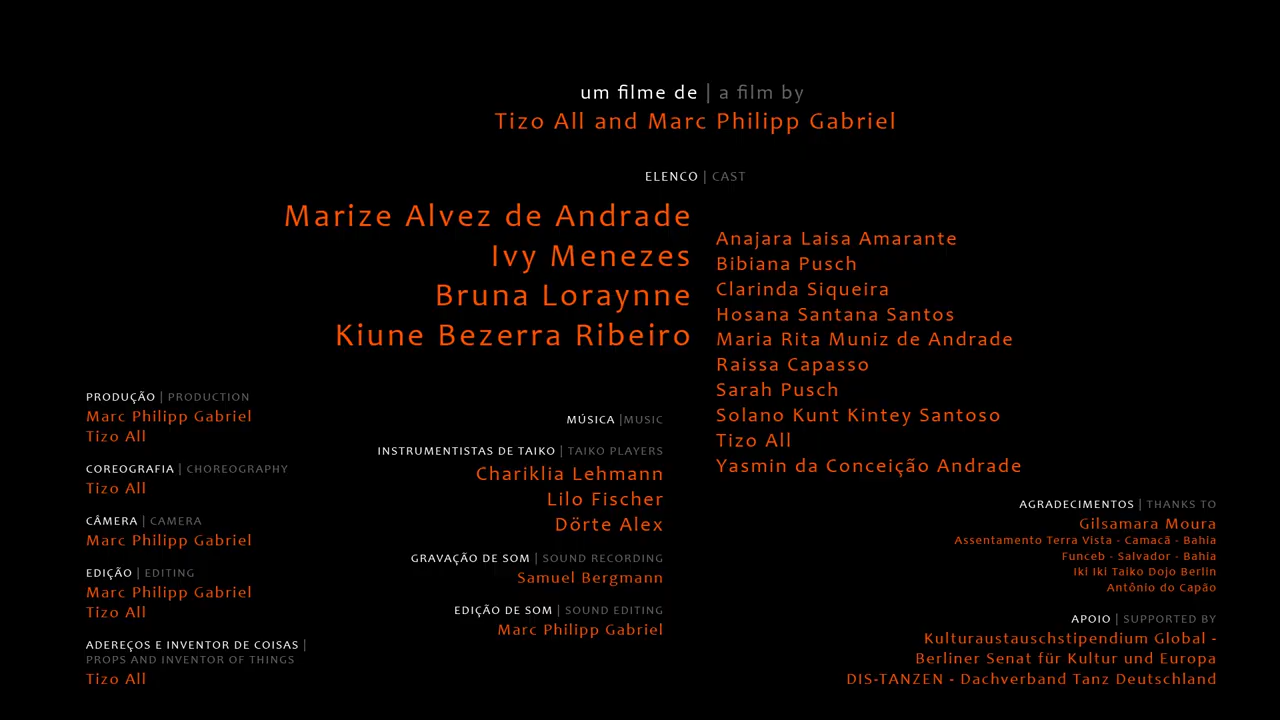 um filme de | a film by
Tizo All and Marc Philipp Gabriel
ELENCO | CAST
Marize Alvez de Andrade
Ivy Menezes
Bruna Loraynne
Kiune Bezerra Ribeiro
Anajara Laisa Amarante
Bibiana Pusch
Clarinda Siqueira
Hosana Santana Santos
Maria Rita Muniz de Andrade
Raissa Capasso
Sarah Pusch
Solano Kunt Kintey Santoso
Tizo All
Yasmin da Conceição Andrade
PRODUÇÃO | PRODUCTION
Marc Philipp Gabriel
Tizo All
COREOGRAFIA | CHOREOGRAPHY
Tizo All
CÂMERA | CAMERA
Marc Philipp Gabriel
EDIÇÃO | EDITING
Marc Philipp Gabriel
Tizo All
ADEREÇOS E INVENTOR DE COISAS |
PROPS AND INVENTOR OF THINGS
Tizo All
MÚSICA |MUSIC
INSTRUMENTISTAS DE TAIKO | TAIKO PLAYERS
Chariklia Lehmann
Lilo Fischer
Dörte Alex
GRAVAÇÃO DE SOM | SOUND RECORDING
Samuel Bergmann
EDIÇÃO DE SOM | SOUND EDITING
Marc Philipp Gabriel
AGRADECIMENTOS | THANKS TO
Gilsamara Moura
Assentamento Terra Vista - Camacã - Bahia
Funceb - Salvador - Bahia
Iki Iki Taiko Dojo Berlin
Antônio do Capão
APOIO | SUPPORTED BY
Kulturaustauschstipendium Global -
Berliner Senat für Kultur und Europa
DIS-TANZEN - Dachverband Tanz Deutschland